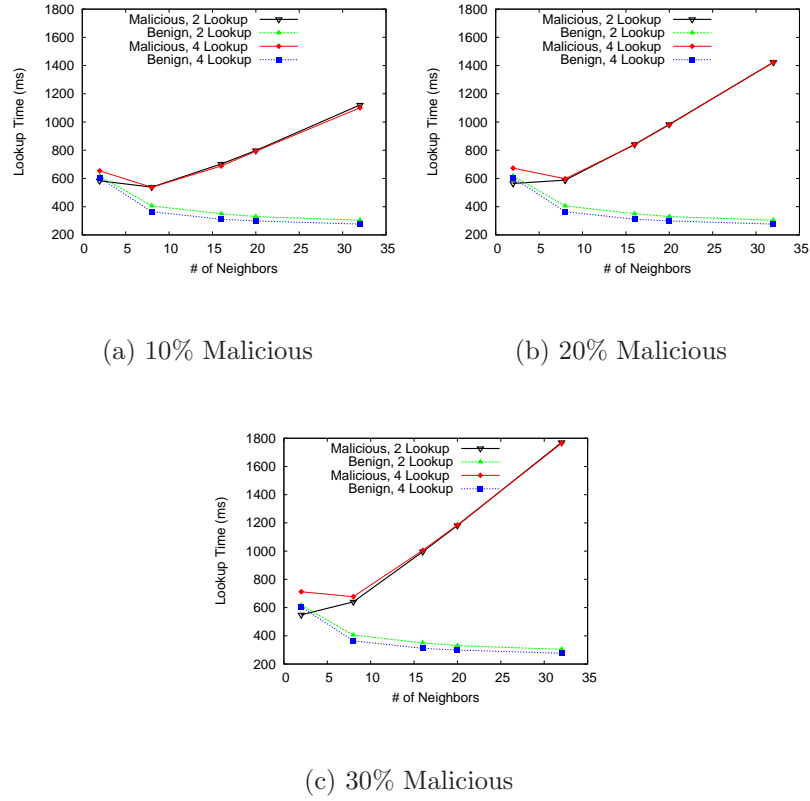 Malicious, 2 Lookup
Benign, 2 Lookup
Malicious, 4 Lookup
Benign, 4 Lookup
1800
1600
1400
1200
1000
800
600
400
200
Lookup Time (ms)
0 5 10 15 20 25 30 35
# of Neighbors
(a) 10% Malicious
Malicious, 2 Lookup
Benign, 2 Lookup
Malicious, 4 Lookup
Benign, 4 Lookup
1800
1600
1400
1200
1000
800
600
400
200
Lookup Time (ms)
0 5 10 15 20 25 30 35
# of Neighbors
(b) 20% Malicious
Malicious, 2 Lookup
Benign, 2 Lookup
Malicious, 4 Lookup
Benign, 4 Lookup
1800
1600
1400
1200
1000
800
600
400
200
Lookup Time (ms)
0 5 10 15 20 25 30 35
# of Neighbors
(c) 30% Malicious